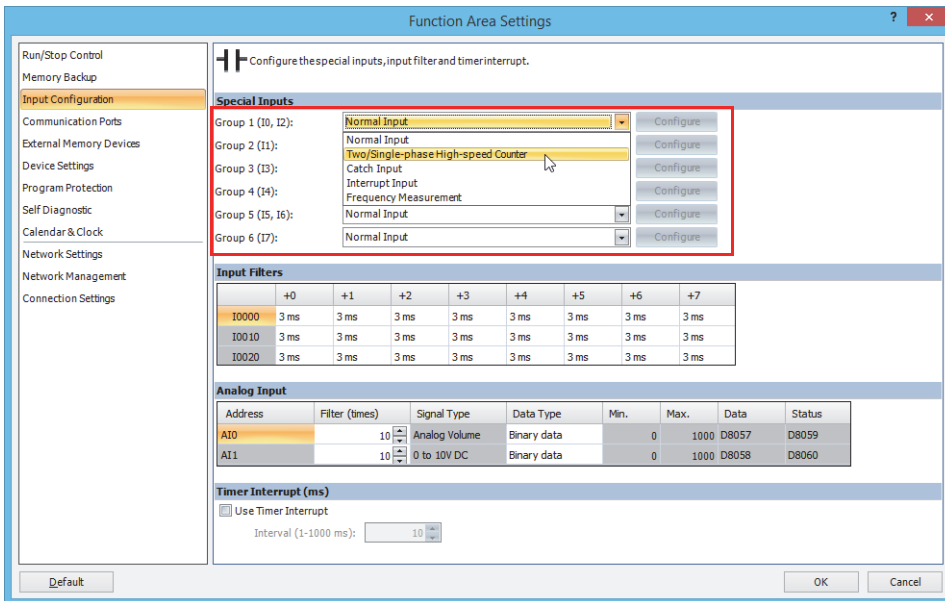 Function Area Settings
? ×
Run/Stop Control
Memory Backup
Input Configuration
Communication Ports
External Memory Devices
Device Settings
Program Protection
Self Diagnostic
Calendar & Clock
Network Settings
Network Management
Connection Settings
Configure the special inputs, input filter and timer interrupt.
Special Inputs
Group 1 (I0, I2): Normal Input Configure
Normal Input
Group 2 (I1): Configure
Two/Single-phase High-speed Counter
Group 3 (I3): Catch Input Configure
Interrupt Input
Group 4 (I4): Configure
Frequency Measurement
Group 5 (I5, I6): Normal Input Configure
Group 6 (I7): Normal Input Configure
Input Filters
+0 +1 +2 +3 +4 +5 +6 +7
I0000 3 ms 3 ms 3 ms 3 ms 3 ms 3 ms 3 ms 3 ms
I0010 3 ms 3 ms 3 ms 3 ms 3 ms 3 ms 3 ms 3 ms
I0020 3 ms 3 ms 3 ms 3 ms 3 ms 3 ms 3 ms 3 ms
Analog Input
Address Filter (times) Signal Type Data Type Min. Max. Data Status
AI0 10 Analog Volume Binary data 0 1000 D8057 D8059
AI1 10 0 to 10V DC Binary data 0 1000 D8058 D8060
Timer Interrupt (ms)
Use Timer Interrupt
Interval (1-1000 ms): 10
Default OK Cancel